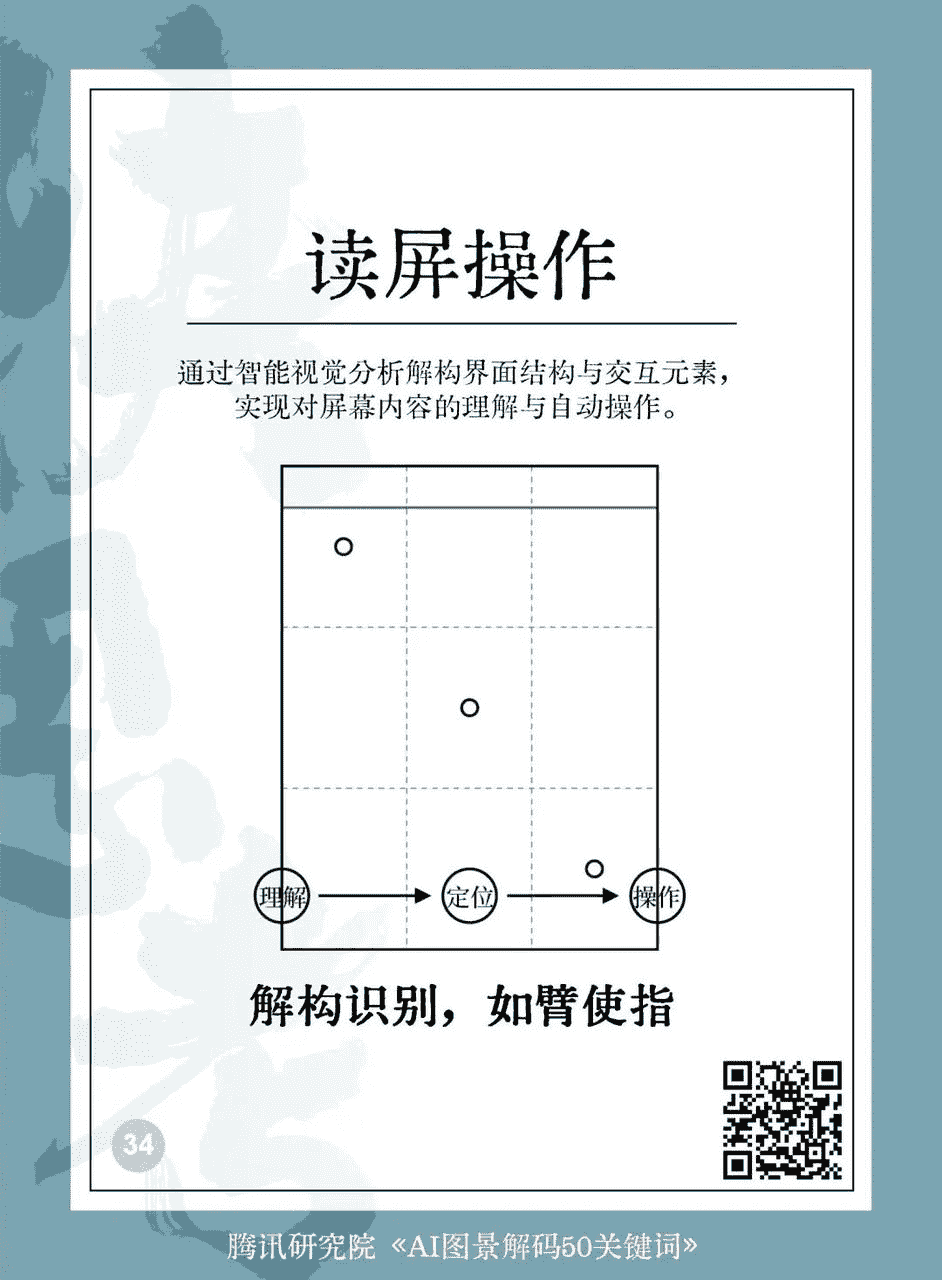 读屏操作
通过智能视觉分析解构界面结构与交互元素，
实现对屏幕内容的理解与自动操作。
理解
定位
操作
解构识别，如臂使指
34
腾讯研究院《AI图景解码50关键词》